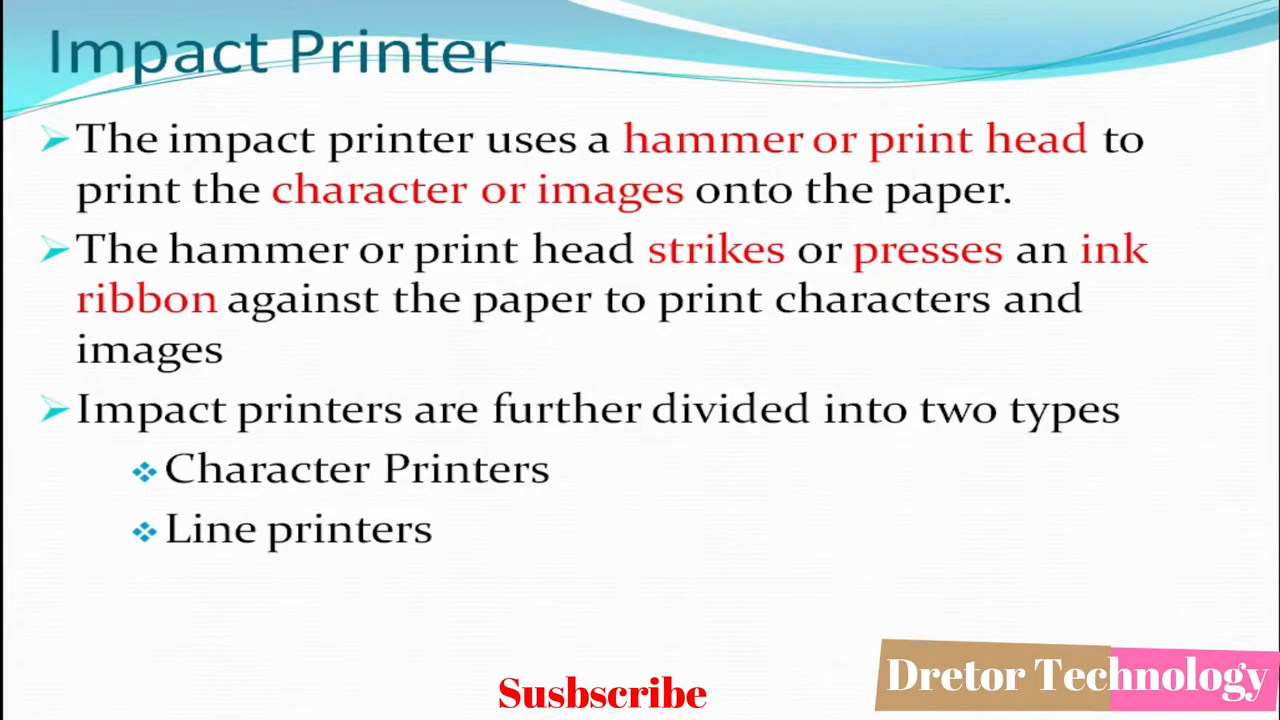 Impact Printer
The impact printer uses a hammer or print head to
print the character or images onto the paper.
The hammer or print head strikes or presses an ink
ribbon against the paper to print characters and
images
Impact printers are further divided into two types
Character Printers
Line printers
Susbscribe
Dretor Technology